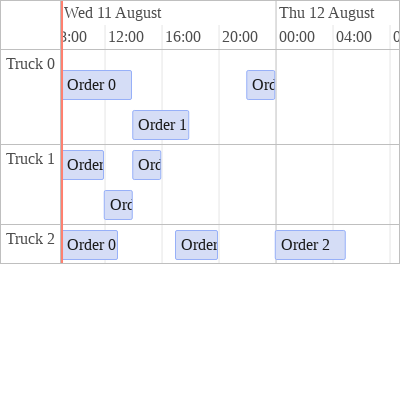 Wed 11 August Thu 12 August
8:00 12:00 16:00 20:00 00:00 04:00
Truck 0
Order 0 Ord
Order 1
Truck 1
Order Ord
Ord
Truck 2
Order 0 Order Order 2